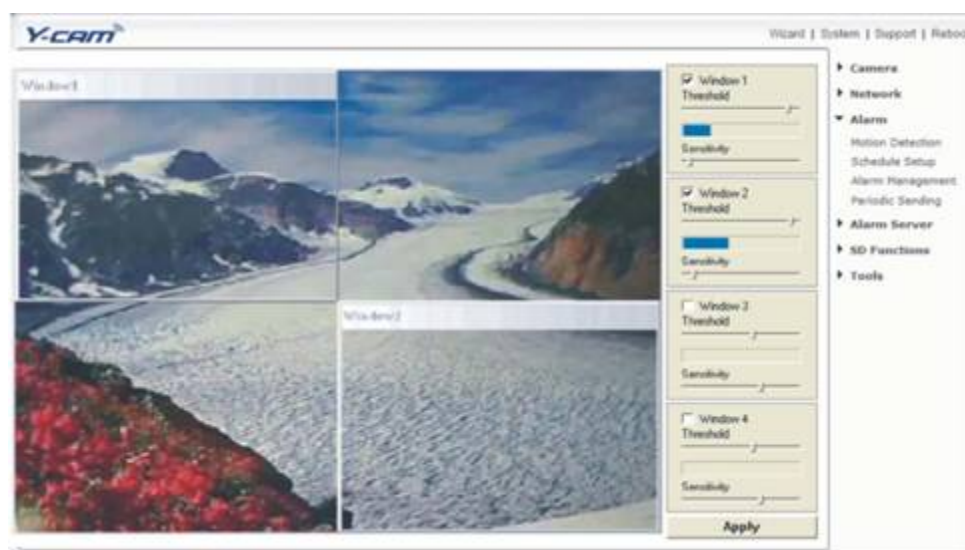 Y-cam
Wizard | System | Support | Reboo
Window1
Window2
Window 1
Threshold
Sensitivity
Window 2
Threshold
Sensitivity
Window 3
Threshold
Sensitivity
Window 4
Threshold
Sensitivity
Apply
Camera
Network
Alarm
Motion Detection
Schedule Setup
Alarm Management
Periodic Sending
Alarm Server
SD Functions
Tools